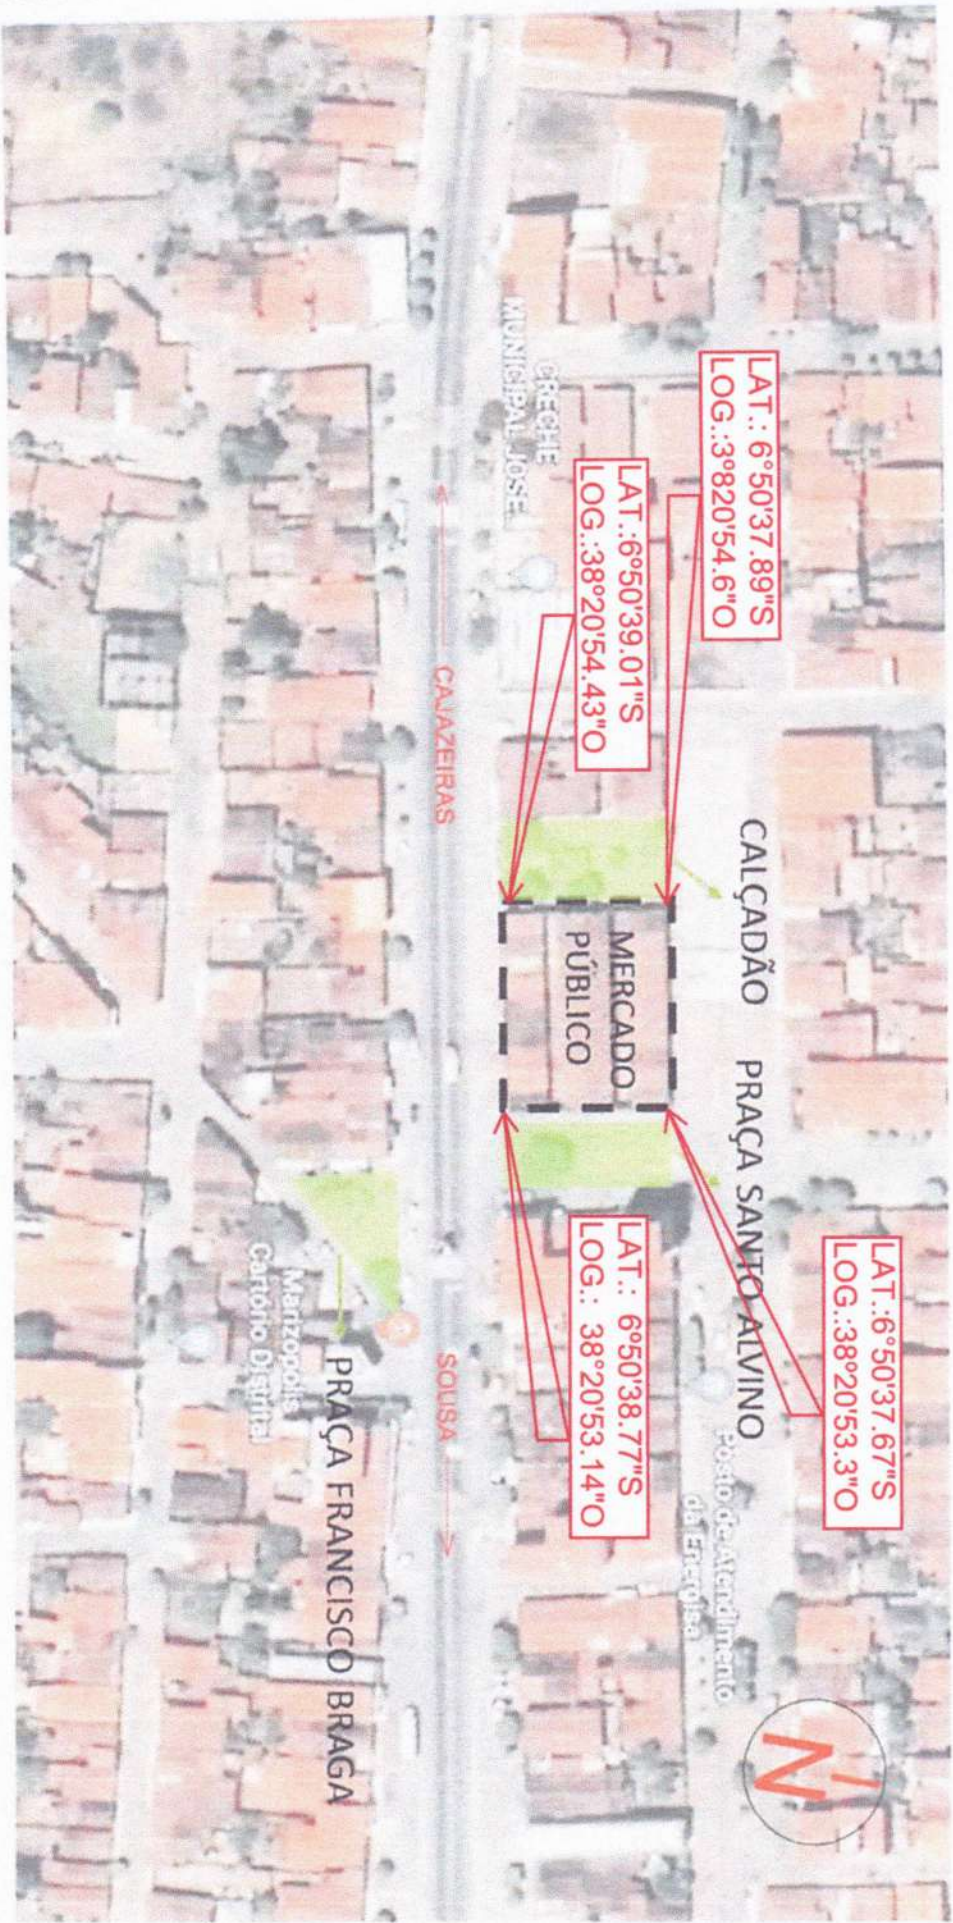 LAT.: 6°50'37.89"S
LOG.:3°820'54.6"O
LAT.:6°50'39.01"S
LOG.:38°20'54.43"O
CRECHE
MUNICIPAL JOSE
CALÇADÃO PRAÇA SANTO ALVINO
MERCADO
PÚBLICO
LAT.:6°50'37.67"S
LOG.:38°20'53.3"O
LAT.: 6°50'38.77"S
LOG.: 38°20'53.14"O
Posto de Atendimento
da Energisa
CAJAZEIRAS
SOUSA
Marizopolis
Cartório Distrital
PRAÇA FRANCISCO BRAGA
N